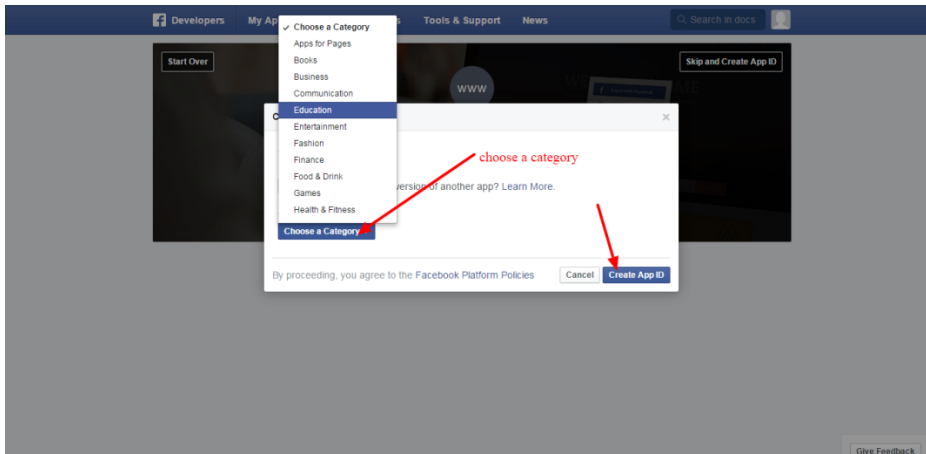 f Developers My Ap s Tools & Support News Search in docs
Choose a Category
Apps for Pages
Books
Business
Communication
Education
Entertainment
Fashion
Finance
Food & Drink
Games
Health & Fitness
Start Over
Skip and Create App ID
www
C
choose a category
version of another app? Learn More.
Choose a Category
By proceeding, you agree to the Facebook Platform Policies Cancel Create App ID
Give Feedback